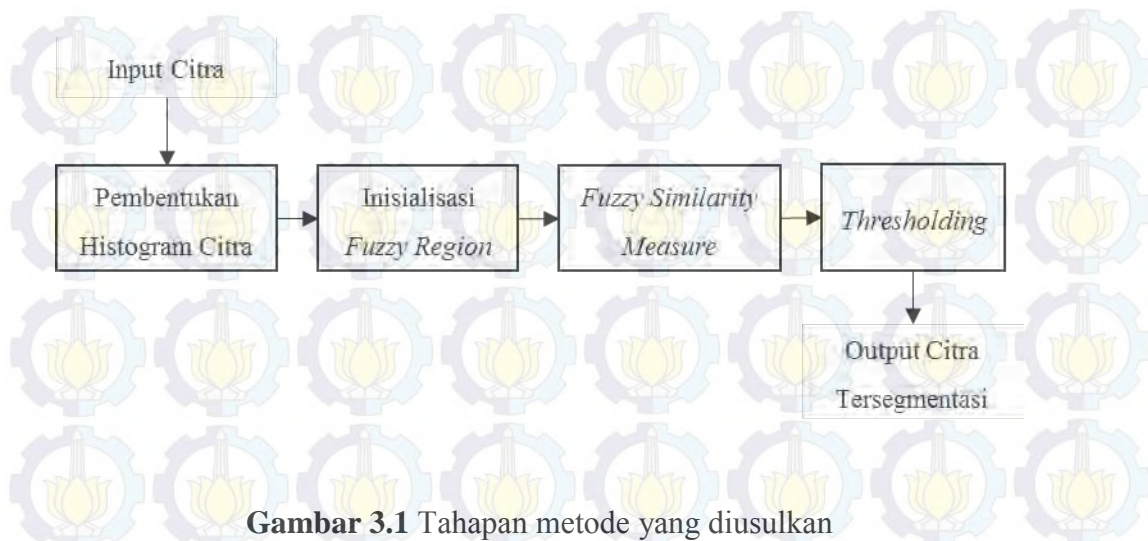 Input Citra
Pembentukan
Histogram Citra
Inisialisasi
Fuzzy Region
Fuzzy Similarity
Measure
Thresholding
Output Citra
Tersegmentasi
Gambar 3.1 Tahapan metode yang diusulkan